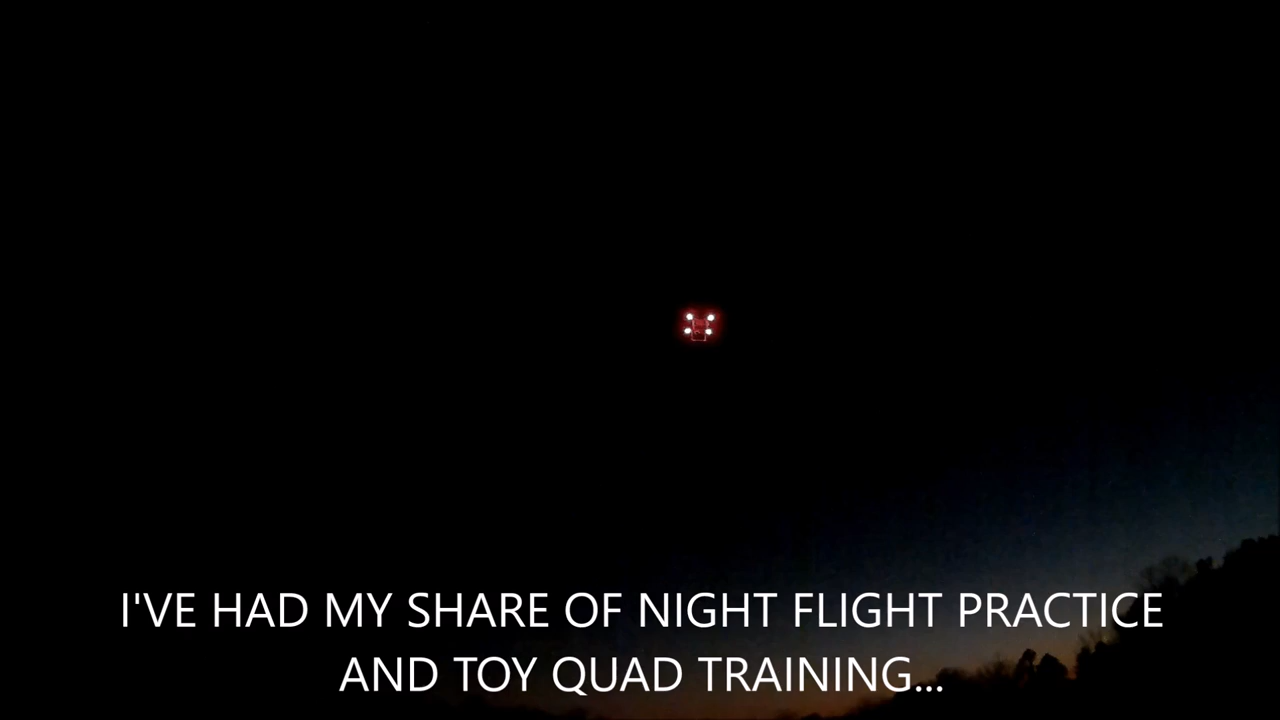 I'VE HAD MY SHARE OF NIGHT FLIGHT PRACTICE
AND TOY QUAD TRAINING...